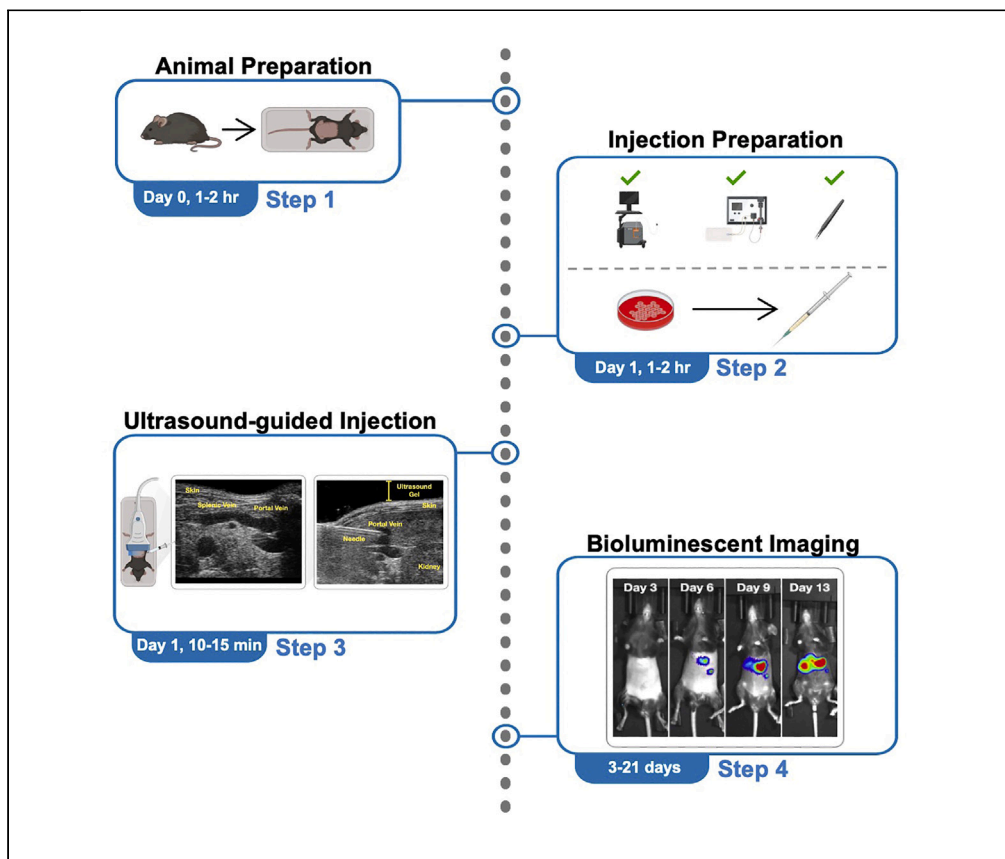 Animal Preparation
Day 0, 1-2 hr
Step 1
Injection Preparation
Day 1, 1-2 hr
Step 2
Ultrasound-guided Injection
Skin
Splenic Vein
Portal Vein
Ultrasound
Gel
Skin
Portal Vein
Needle
Kidney
Day 1, 10-15 min
Step 3
Bioluminescent Imaging
Day 3
Day 6
Day 9
Day 13
3-21 days
Step 4